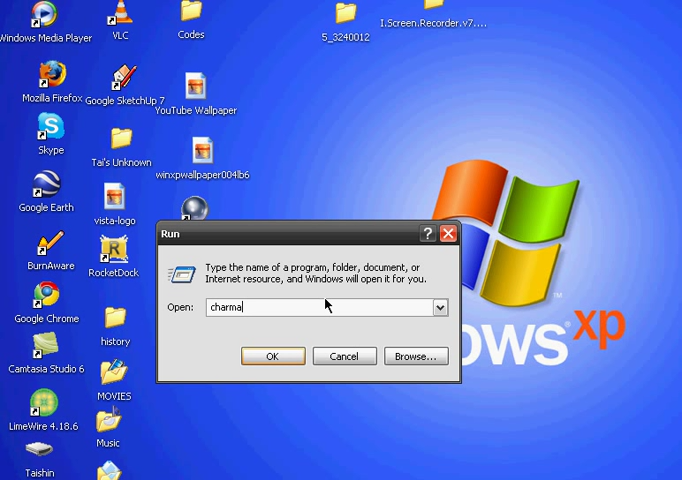 Windows Media Player
VLC
Codes
5_3240012
I.Screen.Recorder.v7....
Mozilla Firefox
Google SketchUp 7
YouTube Wallpaper
Skype
Tai's Unknown
winxpwallpaper004lb6
Google Earth
vista-logo
BurnAware
RocketDock
Run
Type the name of a program, folder, document, or
Internet resource, and Windows will open it for you.
Open:
charma
OK
Cancel
Browse...
Google Chrome
history
Camtasia Studio 6
MOVIES
LimeWire 4.18.6
Music
Taishin
ows xp
TM